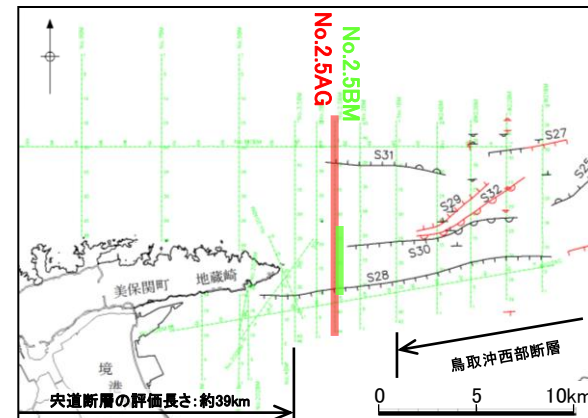 No.2.5AG
No.2.5BM
S27
S31
S25
S29
S32
S30
S28
美保関町
地蔵崎
境
港
鳥取沖西部断層
宍道断層の評価長さ：約39km
0 5 10km